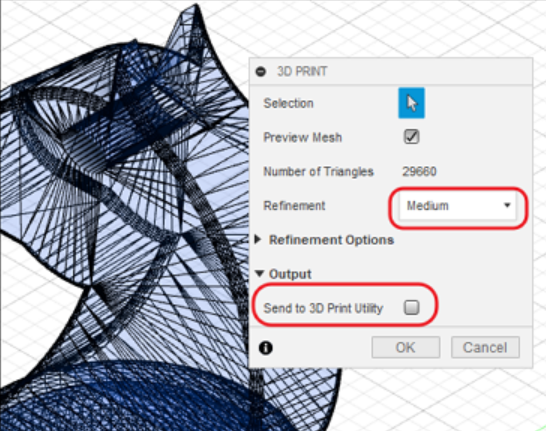 3D PRINT
Selection
Preview Mesh
Number of Triangles 29660
Refinement Medium
Refinement Options
Output
Send to 3D Print Utility
OK Cancel